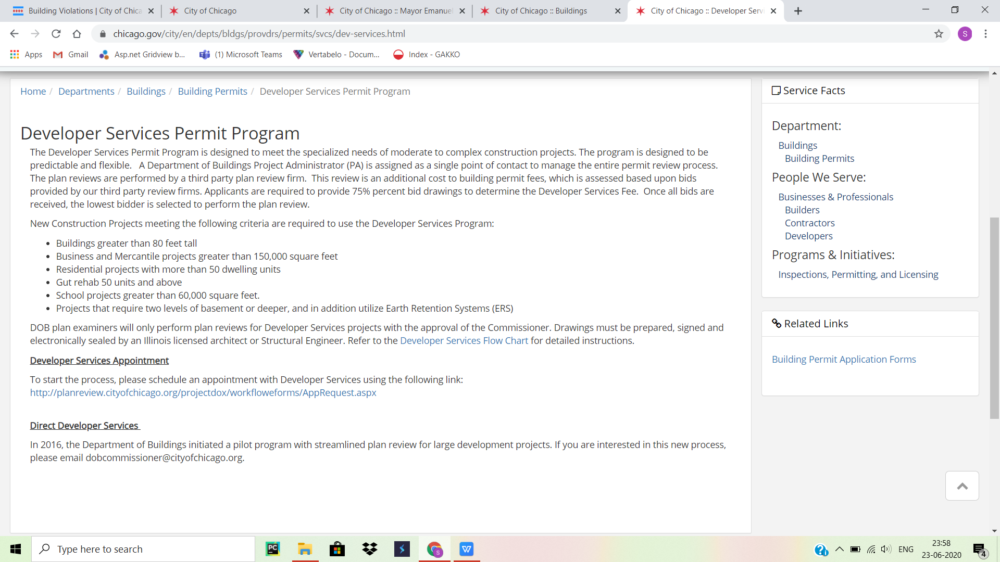 Building Violations | City of Chica
City of Chicago
City of Chicago :: Mayor Emanuel
City of Chicago :: Buildings
City of Chicago :: Developer Servi
chicago.gov/city/en/depts/bldgs/provdrs/permits/svcs/dev-services.html
S
Apps
Gmail
Asp.net Gridview b...
(1) Microsoft Teams
Vertabelo - Docum...
Index - GAKKO
Home / Departments / Buildings / Building Permits / Developer Services Permit Program
Developer Services Permit Program
The Developer Services Permit Program is designed to meet the specialized needs of moderate to complex construction projects. The program is designed to be
predictable and flexible. A Department of Buildings Project Administrator (PA) is assigned as a single point of contact to manage the entire permit review process.
The plan reviews are performed by a third party plan review firm. This review is an additional cost to building permit fees, which is assessed based upon bids
provided by our third party review firms. Applicants are required to provide 75% percent bid drawings to determine the Developer Services Fee. Once all bids are
received, the lowest bidder is selected to perform the plan review.
New Construction Projects meeting the following criteria are required to use the Developer Services Program:
• Buildings greater than 80 feet tall
• Business and Mercantile projects greater than 150,000 square feet
• Residential projects with more than 50 dwelling units
• Gut rehab 50 units and above
• School projects greater than 60,000 square feet.
• Projects that require two levels of basement or deeper, and in addition utilize Earth Retention Systems (ERS)
DOB plan examiners will only perform plan reviews for Developer Services projects with the approval of the Commissioner. Drawings must be prepared, signed and
electronically sealed by an Illinois licensed architect or Structural Engineer. Refer to the Developer Services Flow Chart for detailed instructions.
Developer Services Appointment
To start the process, please schedule an appointment with Developer Services using the following link:
http://planreview.cityofchicago.org/projectdox/workfloweforms/AppRequest.aspx
Direct Developer Services
In 2016, the Department of Buildings initiated a pilot program with streamlined plan review for large development projects. If you are interested in this new process,
please email dobcommissioner@cityofchicago.org.
Service Facts
Department:
Buildings
Building Permits
People We Serve:
Businesses & Professionals
Builders
Contractors
Developers
Programs & Initiatives:
Inspections, Permitting, and Licensing
Related Links
Building Permit Application Forms
Type here to search
PC
S
W
ENG
23:58
23-06-2020
4